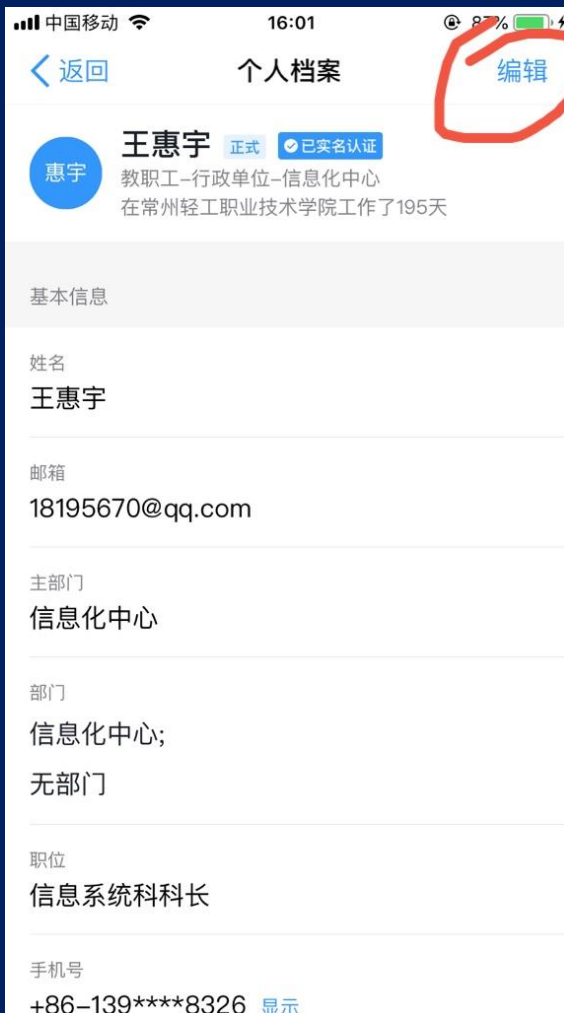 中国移动 16:01 87%
返回 个人档案 编辑
惠宇 王惠宇 正式 已实名认证
教职工-行政单位-信息化中心
在常州轻工职业技术学院工作了195天
基本信息
姓名
王惠宇
邮箱
18195670@qq.com
主部门
信息化中心
部门
信息化中心;
无部门
职位
信息系统科科长
手机号
+86-139****8326 显示